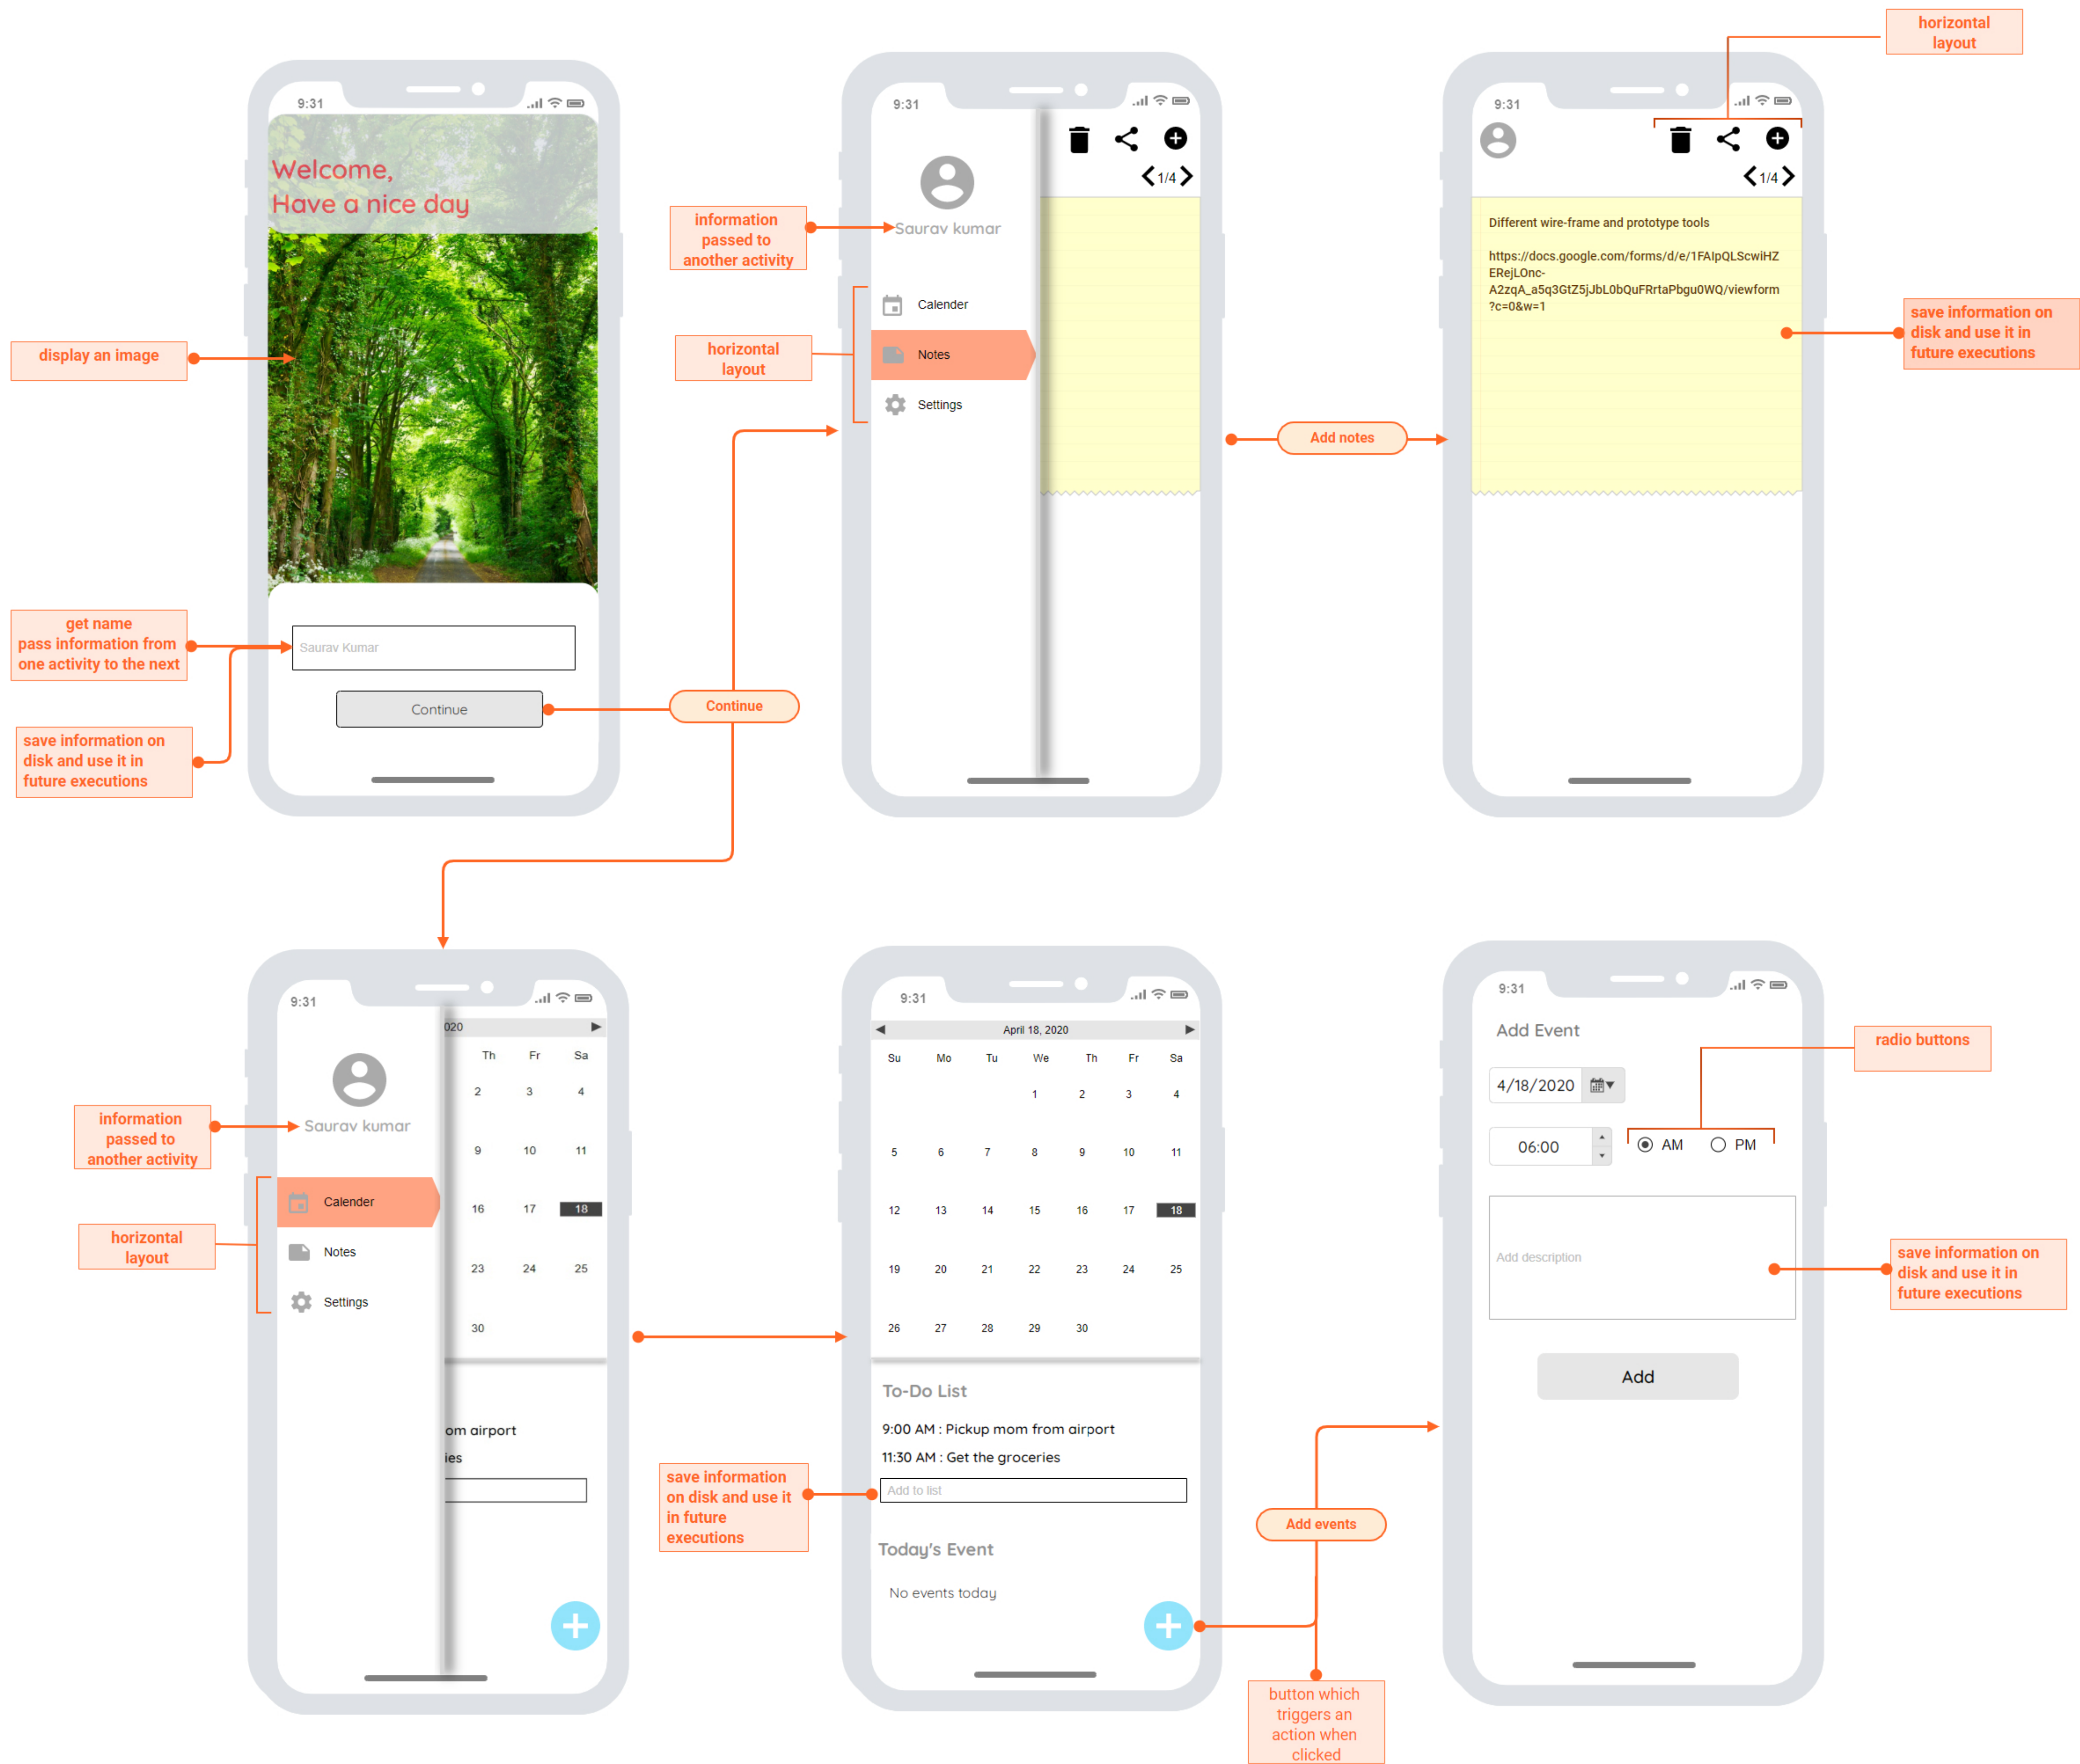 horizontal
layout
9:31
Welcome,
Have a nice day
display an image
get name
pass information from
one activity to the next
Saurav Kumar
Continue
save information on
disk and use it in
future executions
Continue
9:31
1/4
information
passed to
another activity
Saurav kumar
Calender
horizontal
layout
Notes
Settings
Add notes
9:31
1/4
Different wire-frame and prototype tools
https://docs.google.com/forms/d/e/1FAIpQLScwiHZ
ERejLOnc-
A2zqA_a5q3GtZ5jJbL0bQuFRrtaPbgu0WQ/viewform
?c=0&w=1
save information on
disk and use it in
future executions
9:31
020
Th Fr Sa
2 3 4
9 10 11
16 17 18
23 24 25
30
information
passed to
another activity
Saurav kumar
Calender
horizontal
layout
Notes
Settings
om airport
ies
9:31
April 18, 2020
Su Mo Tu We Th Fr Sa
1 2 3 4
5 6 7 8 9 10 11
12 13 14 15 16 17 18
19 20 21 22 23 24 25
26 27 28 29 30
To-Do List
9:00 AM : Pickup mom from airport
11:30 AM : Get the groceries
Add to list
save information
on disk and use it
in future
executions
Today's Event
No events today
Add events
button which
triggers an
action when
clicked
9:31
Add Event
4/18/2020
06:00
AM PM
radio buttons
Add description
save information on
disk and use it in
future executions
Add